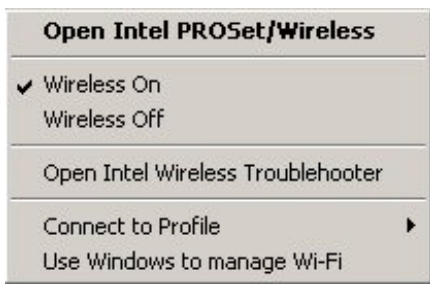 Open Intel PROSet/Wireless
Wireless On
Wireless Off
Open Intel Wireless Troublehooter
Connect to Profile
Use Windows to manage Wi-Fi